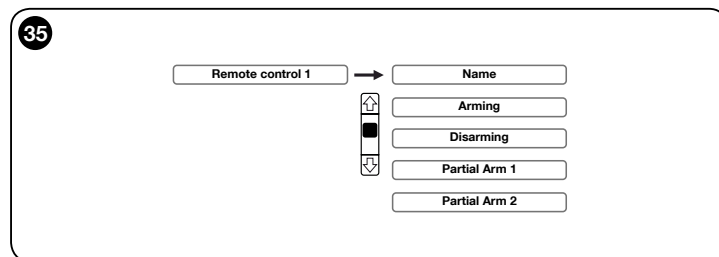 35
Remote control 1
Name
Arming
Disarming
Partial Arm 1
Partial Arm 2